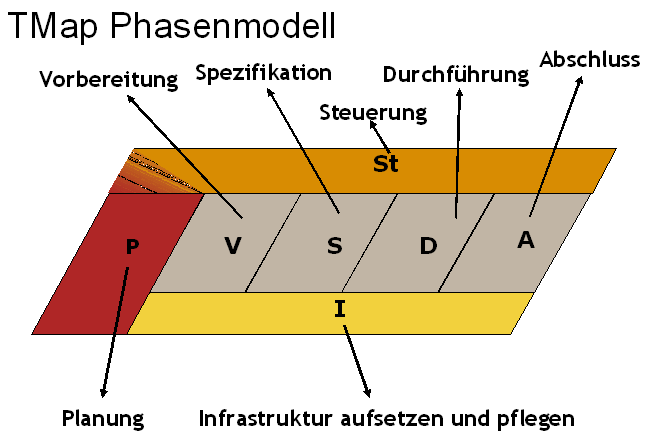 TMap Phasenmodell
Abschluss
Vorbereitung Spezifikation Durchführung
Steuerung
St
P V S D A
I
Planung Infrastruktur aufsetzen und pflegen